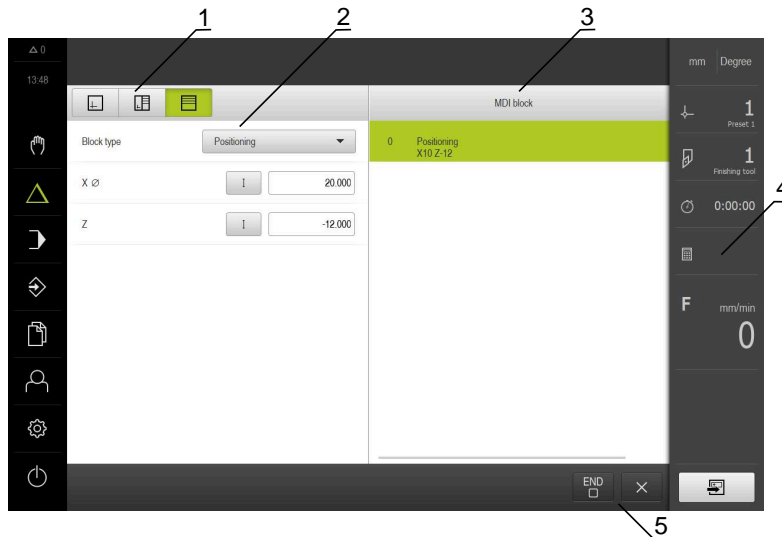 1
2
3
△ 0
13:48
mm Degree
MDI block
1
Preset 1
Block type
Positioning
0 Positioning
X10 Z-12
1
Finishing tool
X ⌀
I
20.000
4
0:00:00
Z
I
-12.000
F
mm/min
0
END
5